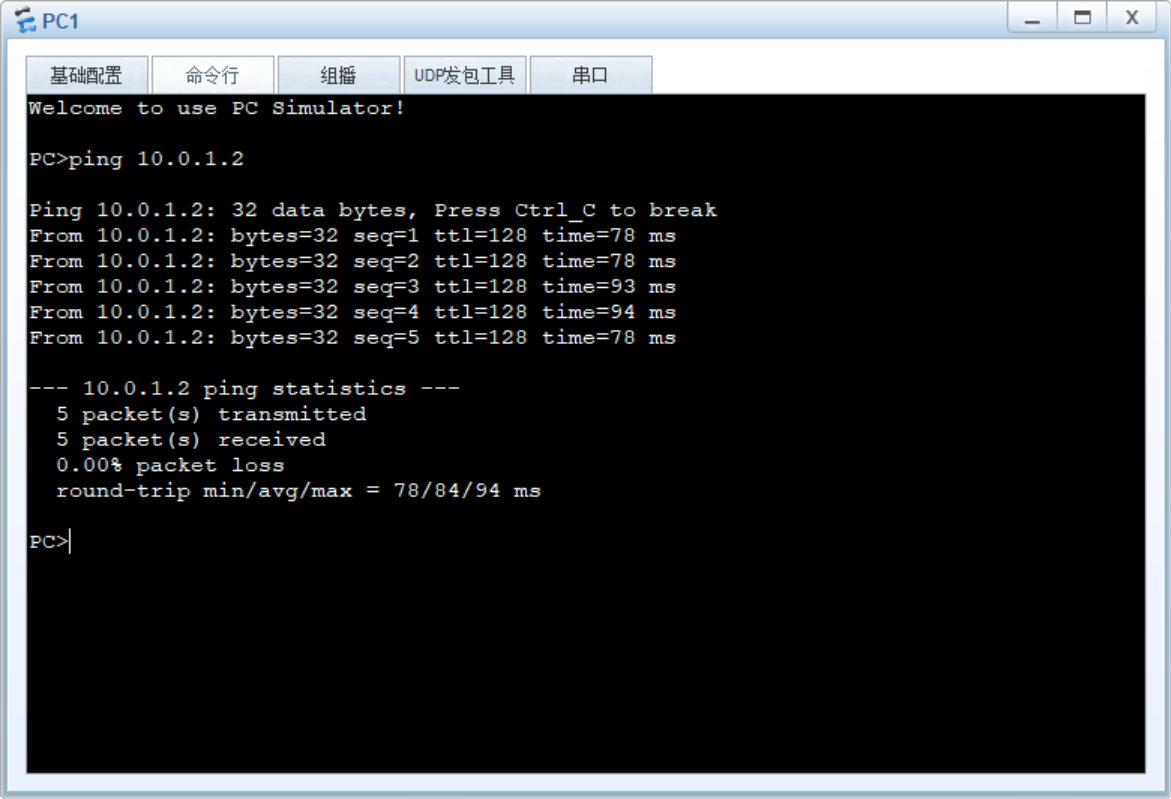 PC1
X
基础配置 命令行 组播 UDP发包工具 串口
Welcome to use PC Simulator!
PC>ping 10.0.1.2
Ping 10.0.1.2: 32 data bytes, Press Ctrl_C to break
From 10.0.1.2: bytes=32 seq=1 ttl=128 time=78 ms
From 10.0.1.2: bytes=32 seq=2 ttl=128 time=78 ms
From 10.0.1.2: bytes=32 seq=3 ttl=128 time=93 ms
From 10.0.1.2: bytes=32 seq=4 ttl=128 time=94 ms
From 10.0.1.2: bytes=32 seq=5 ttl=128 time=78 ms
--- 10.0.1.2 ping statistics ---
5 packet(s) transmitted
5 packet(s) received
0.00% packet loss
round-trip min/avg/max = 78/84/94 ms
PC>